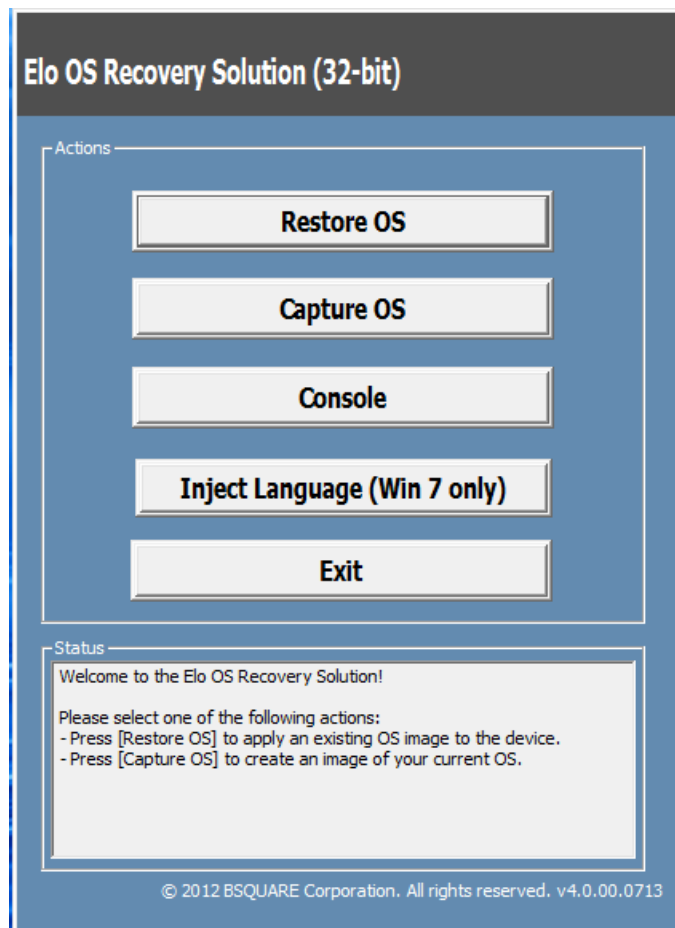 Elo OS Recovery Solution (32-bit)
Actions
Restore OS
Capture OS
Console
Inject Language (Win 7 only)
Exit
Status
Welcome to the Elo OS Recovery Solution!
Please select one of the following actions:
- Press [Restore OS] to apply an existing OS image to the device.
- Press [Capture OS] to create an image of your current OS.
© 2012 BSQUARE Corporation. All rights reserved. v4.0.00.0713